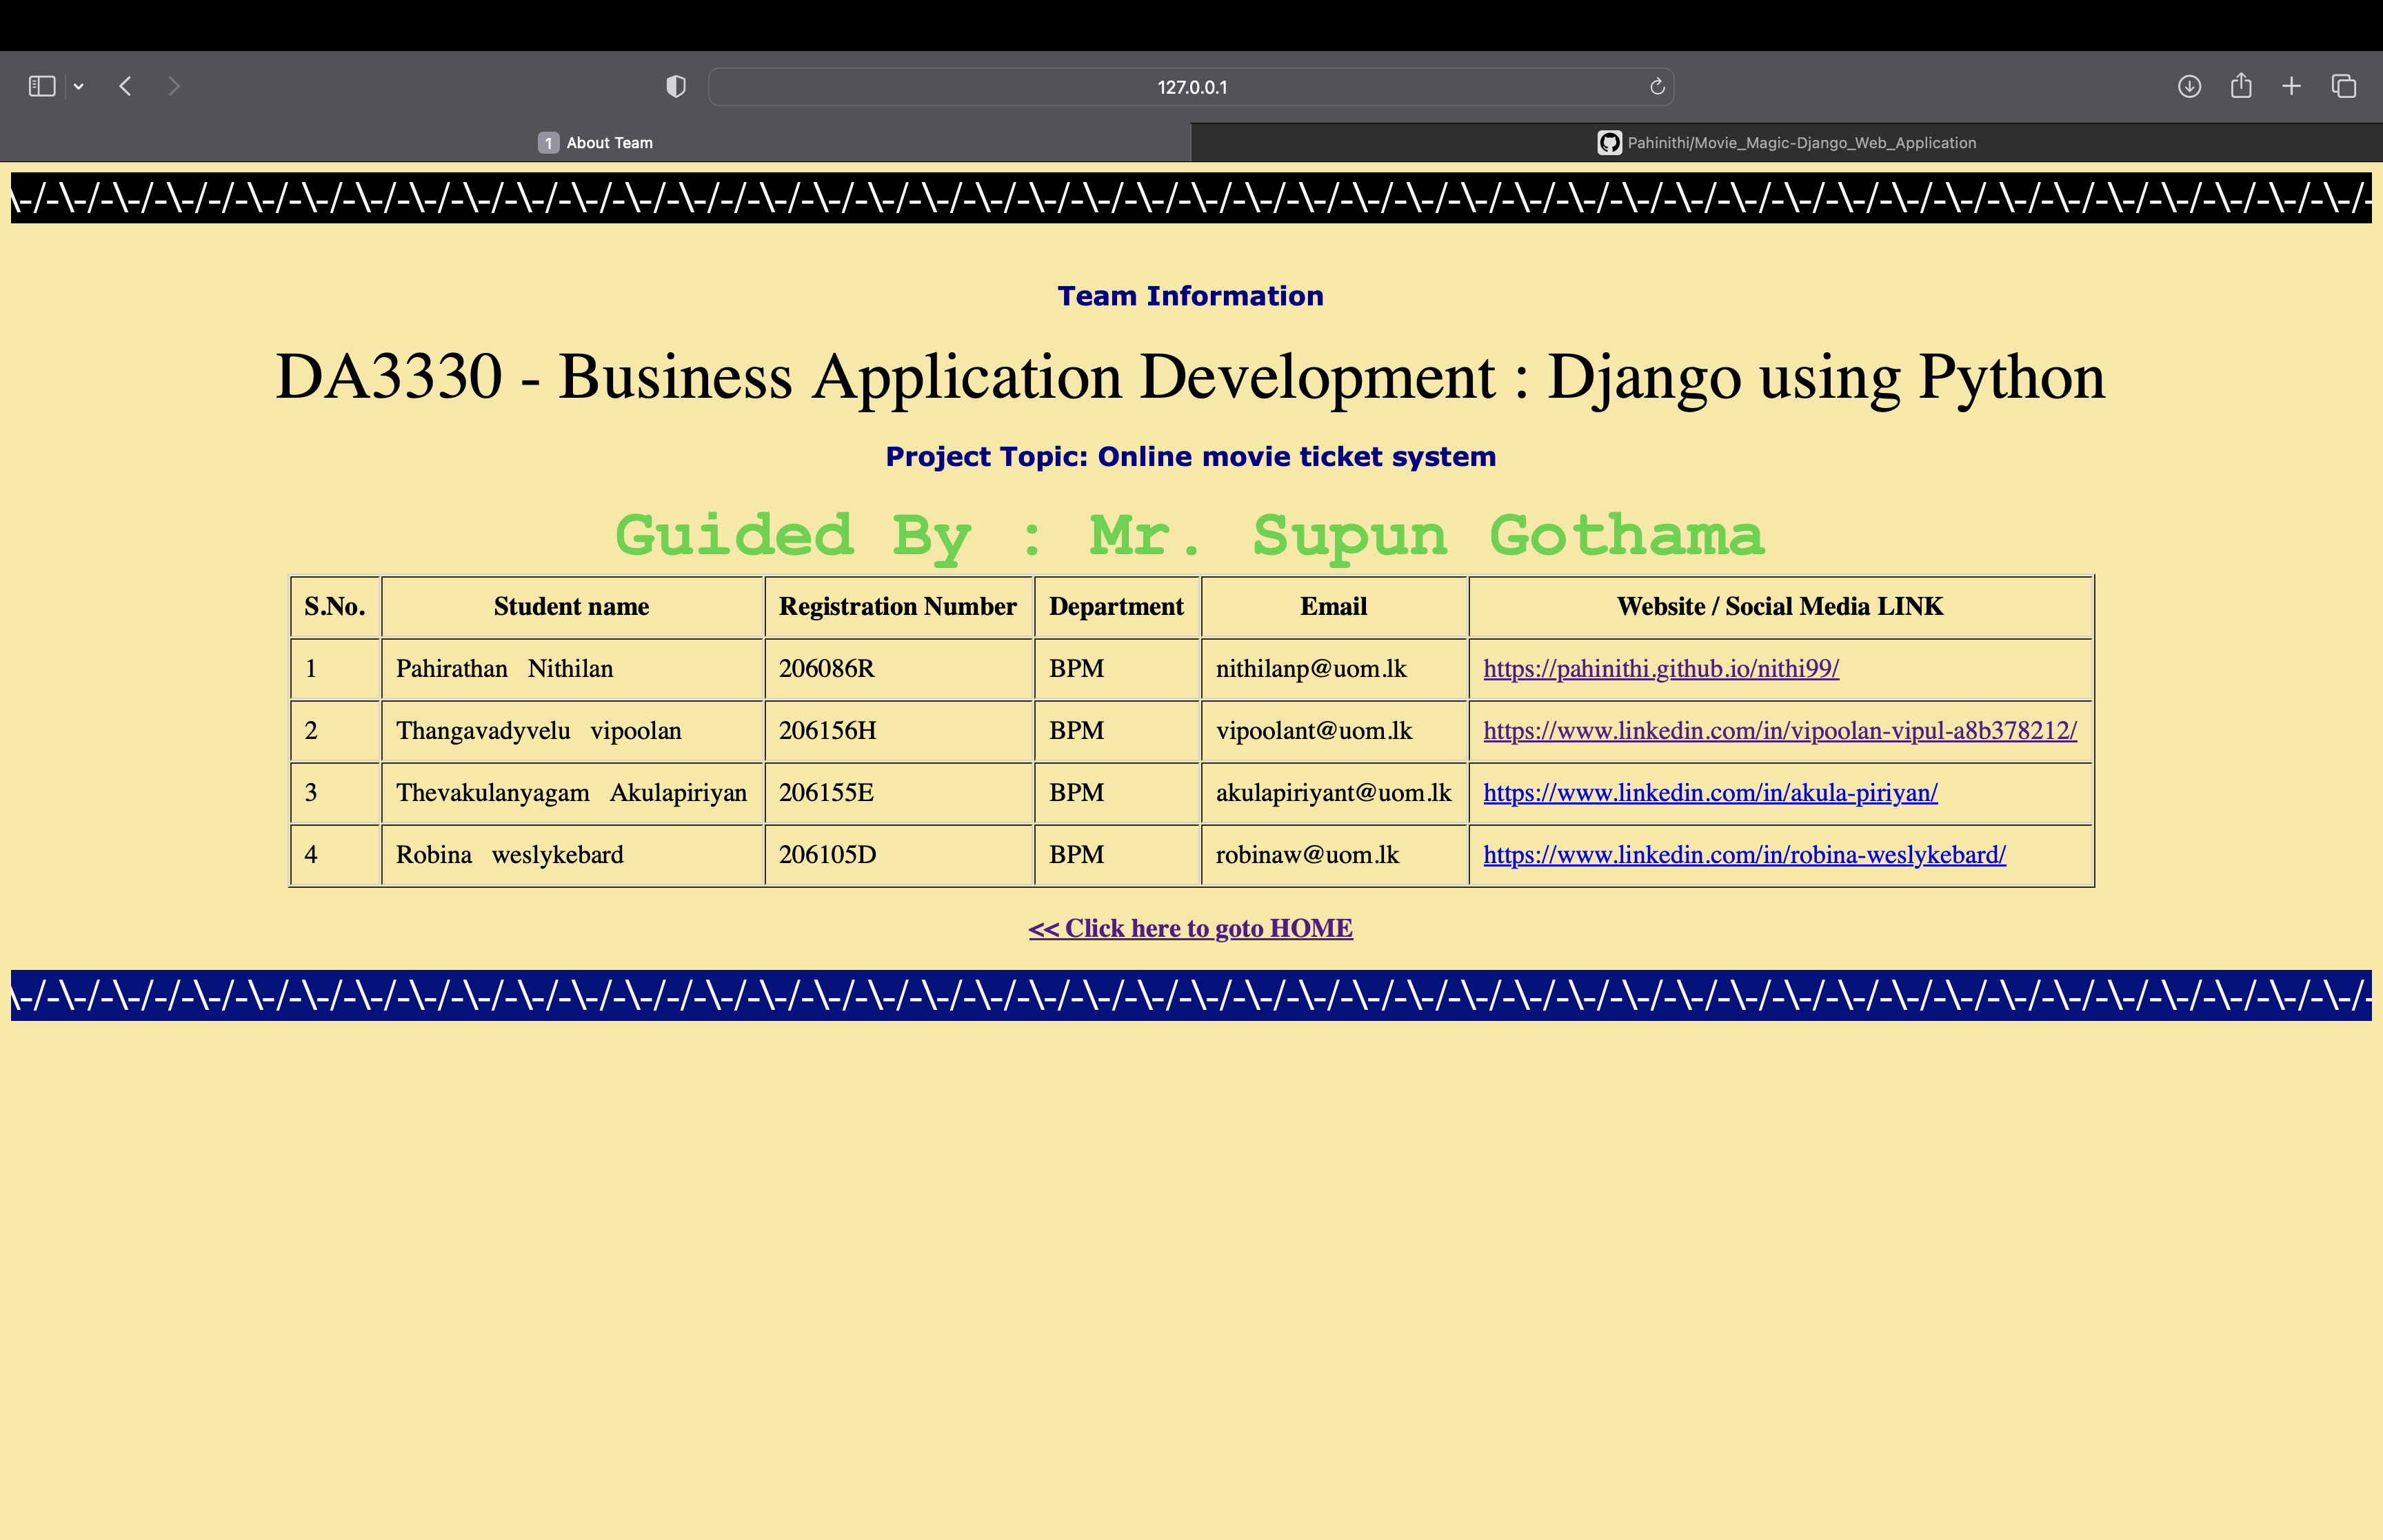 127.0.0.1
1 About Team
Pahinithi/Movie_Magic-Django_Web_Application
\-/-\-/-\-/-\-/-/-/-\-/-\-/-\-/-\-/-\-/-\-/-\-/-\-/-/-/-\-/-\-/-\-/-\-/-\-/-\-/-\-/-\-/-\-/-\-/-\-/-\-/-\-/-\-/-\-/-\-/-\-/-\-/-\-/-\-/-\-/-\-/-\-/-
Team Information
DA3330 - Business Application Development : Django using Python
Project Topic: Online movie ticket system
Guided By : Mr. Supun Gothama
S.No. Student name Registration Number Department Email Website / Social Media LINK
1 Pahirathan Nithilan 206086R BPM nithilanp@uom.lk https://pahinithi.github.io/nithi99/
2 Thangavadyvelu vipoolan 206156H BPM vipoolant@uom.lk https://www.linkedin.com/in/vipoolan-vipul-a8b378212/
3 Thevakulanyagam Akulapiriyan 206155E BPM akulapiriyant@uom.lk https://www.linkedin.com/in/akula-piriyan/
4 Robina weslykebard 206105D BPM robinaw@uom.lk https://www.linkedin.com/in/robina-weslykebard/
<< Click here to goto HOME
\-/-\-/-\-/-/-/-\-/-\-/-\-/-\-/-\-/-\-/-\-/-\-/-/-/-\-/-\-/-\-/-\-/-\-/-\-/-\-/-\-/-\-/-\-/-\-/-\-/-\-/-\-/-\-/-\-/-\-/-\-/-\-/-\-/-\-/-\-/-\-/-\-/-